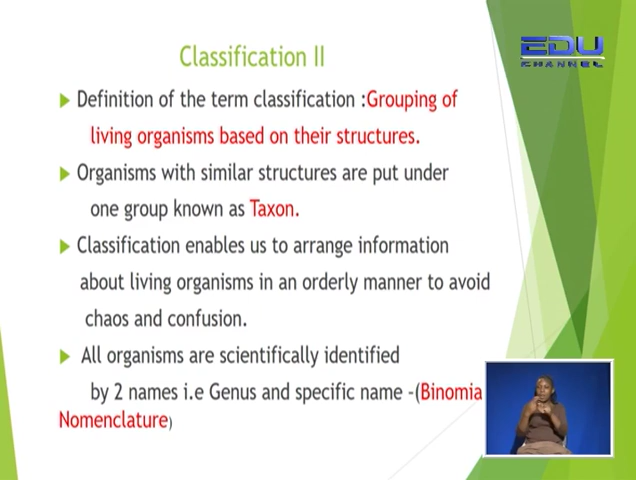 Classification II
EDU
CHANNEL
Definition of the term classification :Grouping of
living organisms based on their structures.
Organisms with similar structures are put under
one group known as Taxon.
Classification enables us to arrange information
about living organisms in an orderly manner to avoid
chaos and confusion.
All organisms are scientifically identified
by 2 names i.e Genus and specific name -(Binomia
Nomenclature)